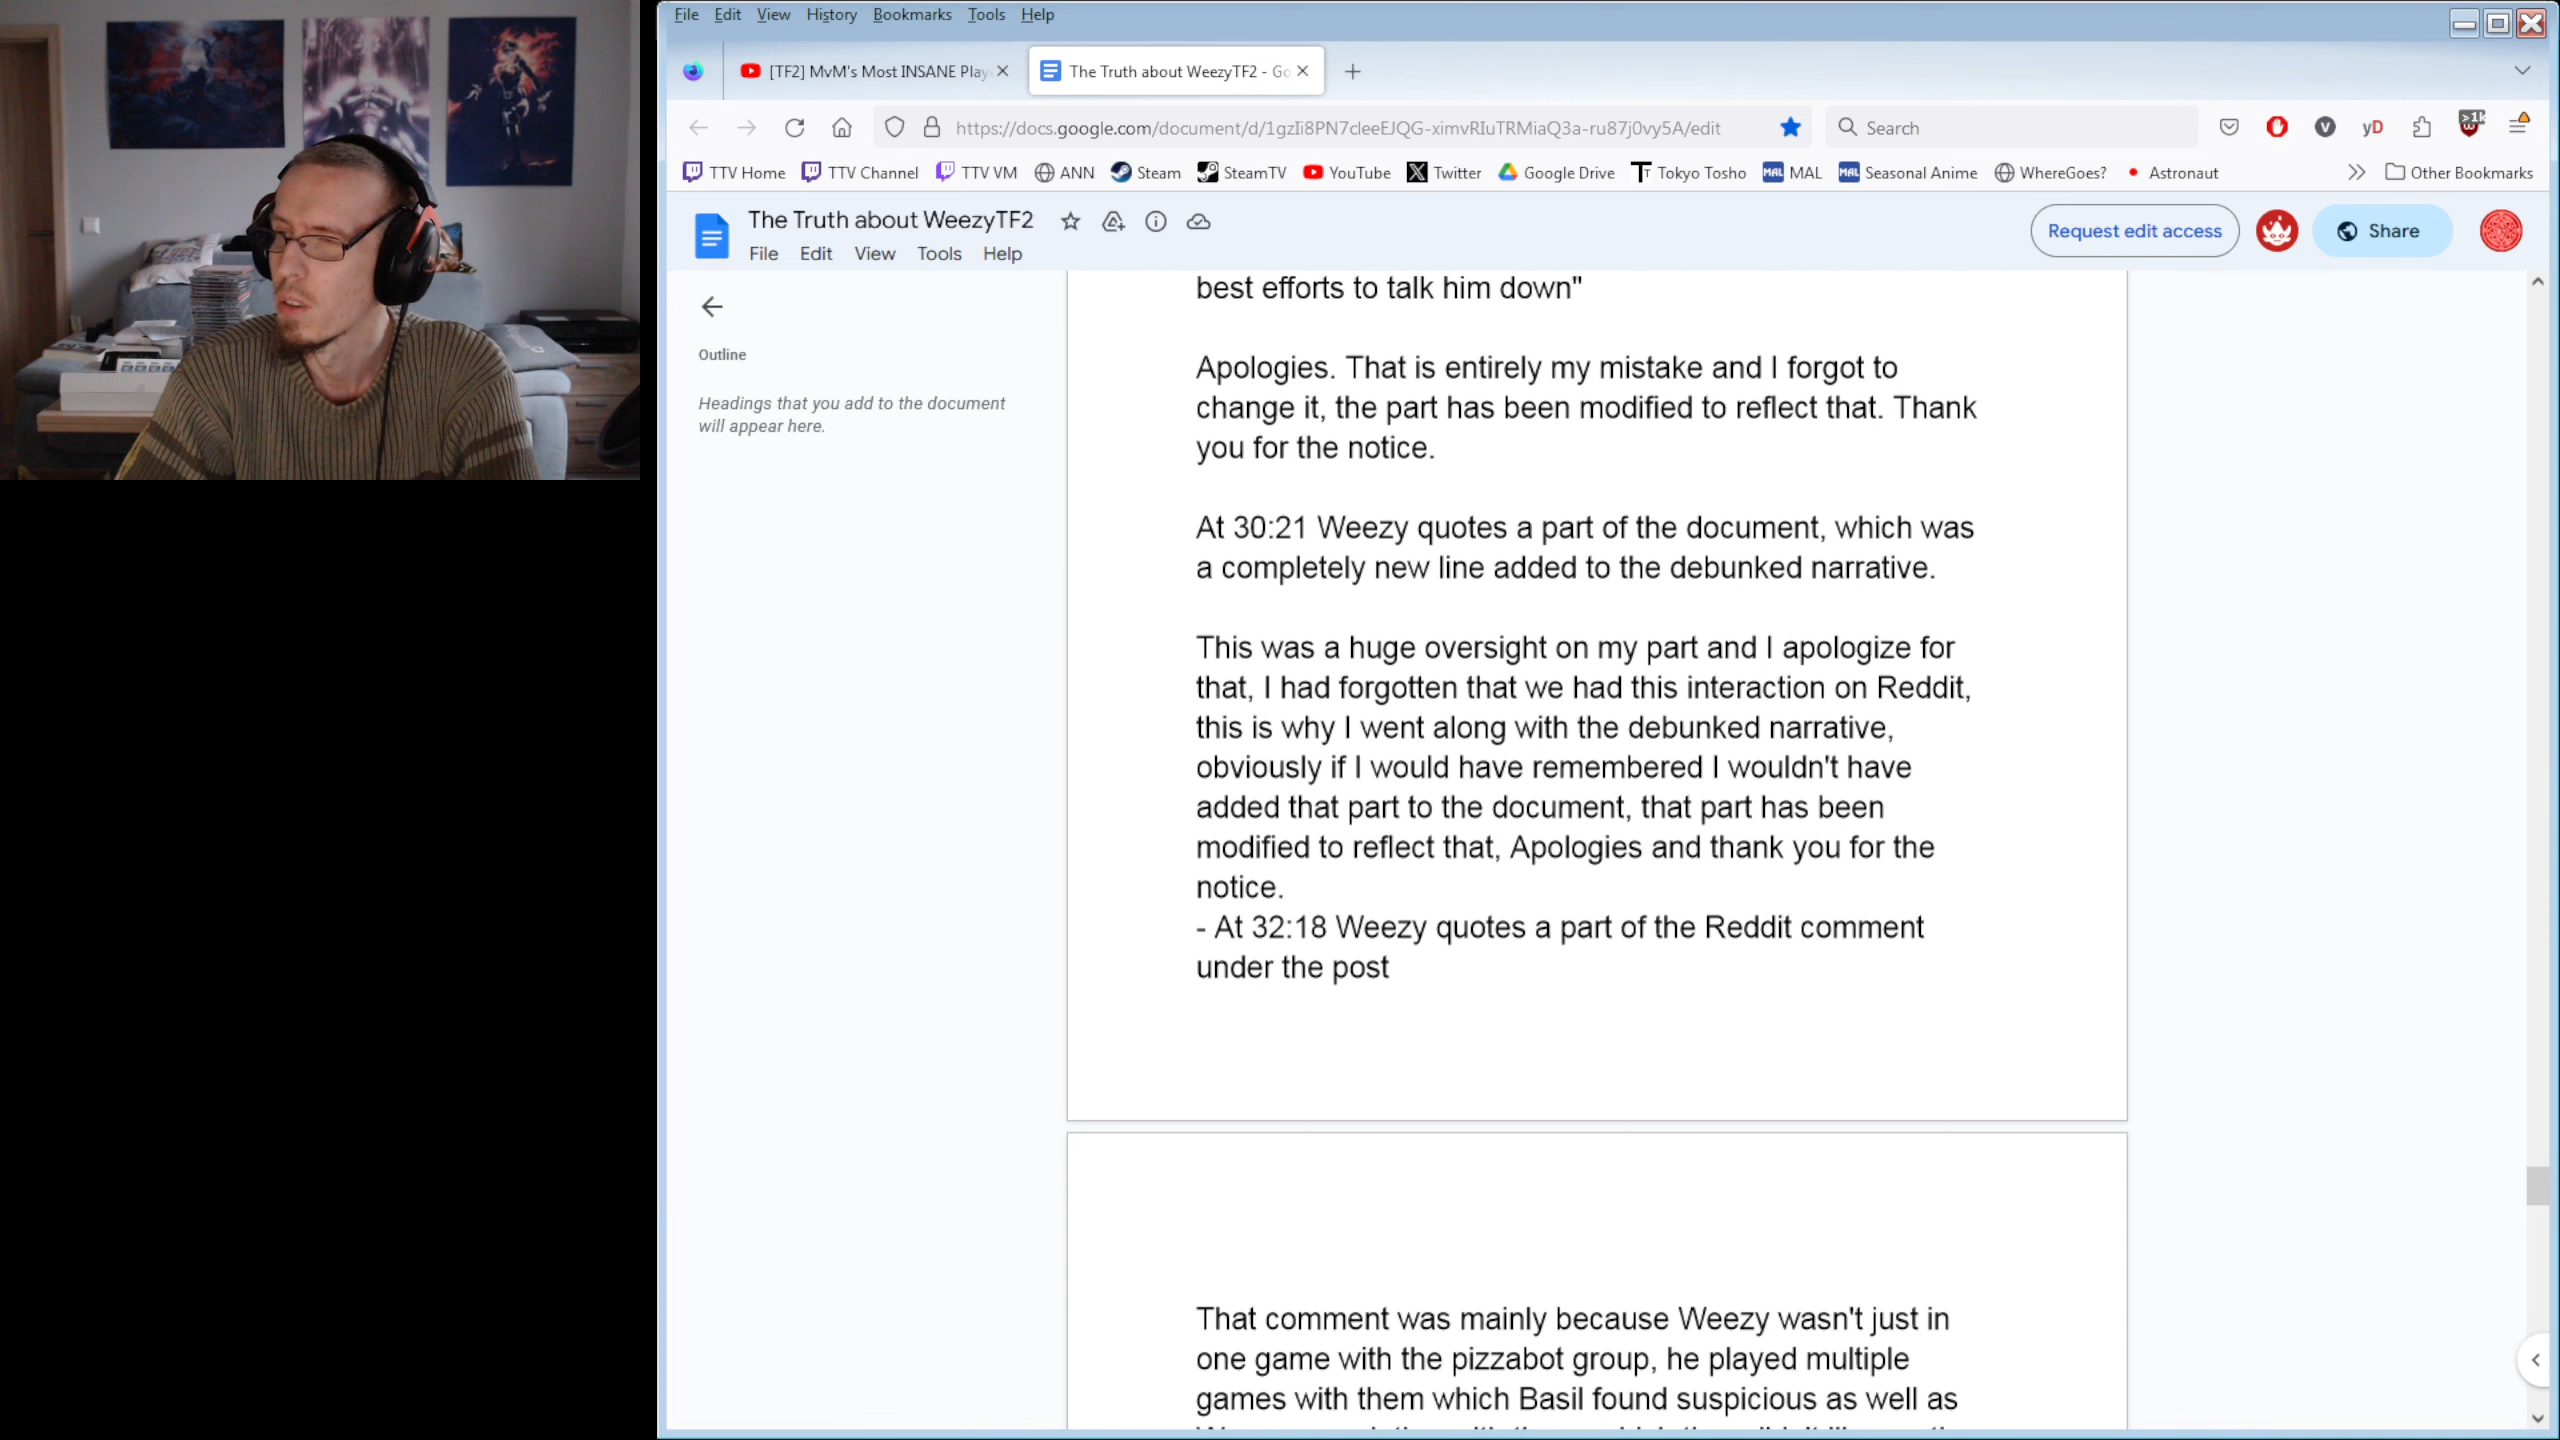 File Edit View History Bookmarks Tools Help
[TF2] MvM's Most INSANE Play
The Truth about WeezyTF2 - Go
https://docs.google.com/document/d/1gzIi8PN7cleeEJQG-ximvRIuTRMiaQ3a-ru87j0vy5A/edit
Search
V
yD
>1k
TTV Home TTV Channel TTV VM ANN Steam SteamTV YouTube Twitter Google Drive Tokyo Tosho MAL MAL MAL Seasonal Anime WhereGoes? Astronaut Other Bookmarks
The Truth about WeezyTF2
File Edit View Tools Help
Request edit access
Share
Outline
Headings that you add to the document
will appear here.
best efforts to talk him down"
Apologies. That is entirely my mistake and I forgot to
change it, the part has been modified to reflect that. Thank
you for the notice.
At 30:21 Weezy quotes a part of the document, which was
a completely new line added to the debunked narrative.
This was a huge oversight on my part and I apologize for
that, I had forgotten that we had this interaction on Reddit,
this is why I went along with the debunked narrative,
obviously if I would have remembered I wouldn't have
added that part to the document, that part has been
modified to reflect that, Apologies and thank you for the
notice.
- At 32:18 Weezy quotes a part of the Reddit comment
under the post
That comment was mainly because Weezy wasn't just in
one game with the pizzabot group, he played multiple
games with them which Basil found suspicious as well as